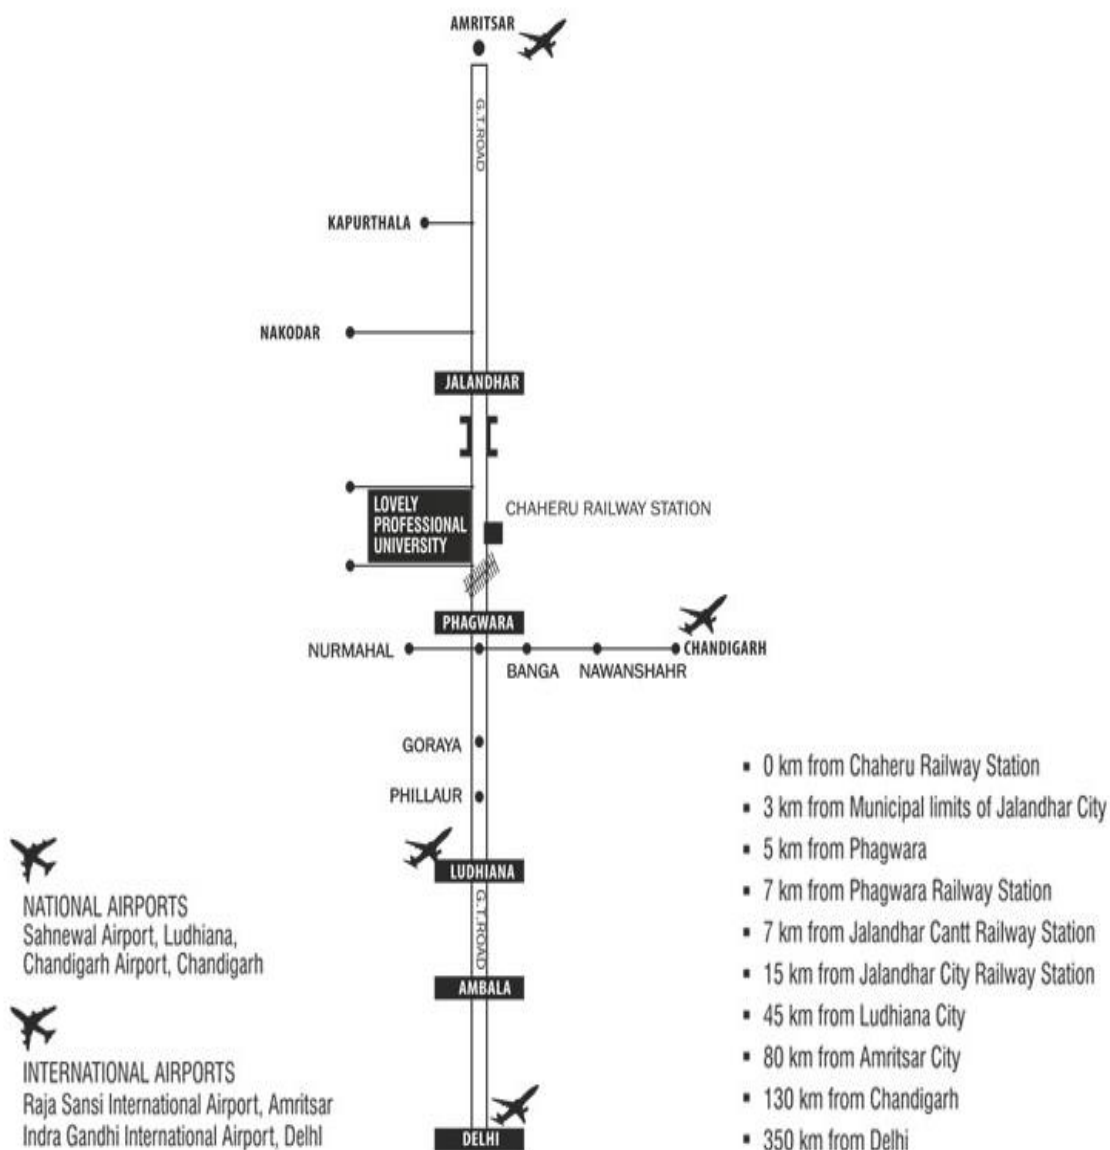 AMRITSAR
G.T.ROAD
KAPURTHALA
NAKODAR
JALANDHAR
LOVELY
PROFESSIONAL
UNIVERSITY
CHAHERU RAILWAY STATION
PHAGWARA
NURMAHAL
CHANDIGARH
BANGA
NAWANSHAHR
GORAYA
PHILLAUR
LUDHIANA
G.T.ROAD
AMBALA
DELHI
NATIONAL AIRPORTS
Sahnewal Airport, Ludhiana,
Chandigarh Airport, Chandigarh
INTERNATIONAL AIRPORTS
Raja Sansi International Airport, Amritsar
Indra Gandhi International Airport, DelhI
▪ 0 km from Chaheru Railway Station
▪ 3 km from Municipal limits of Jalandhar City
▪ 5 km from Phagwara
▪ 7 km from Phagwara Railway Station
▪ 7 km from Jalandhar Cantt Railway Station
▪ 15 km from Jalandhar City Railway Station
▪ 45 km from Ludhiana City
▪ 80 km from Amritsar City
▪ 130 km from Chandigarh
▪ 350 km from Delhi